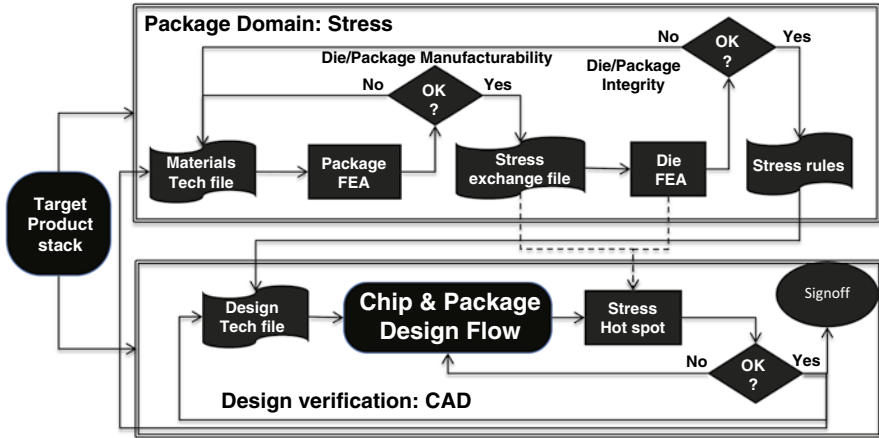 Package Domain: Stress
No
OK
?
Yes
Die/Package Manufacturability
Die/Package
Integrity
No
OK
?
Yes
Materials
Tech file
Package
FEA
Stress
exchange file
Die
FEA
Stress rules
Target
Product
stack
Design
Tech file
Chip & Package
Design Flow
Stress
Hot spot
Signoff
No
OK
?
Yes
Design verification: CAD